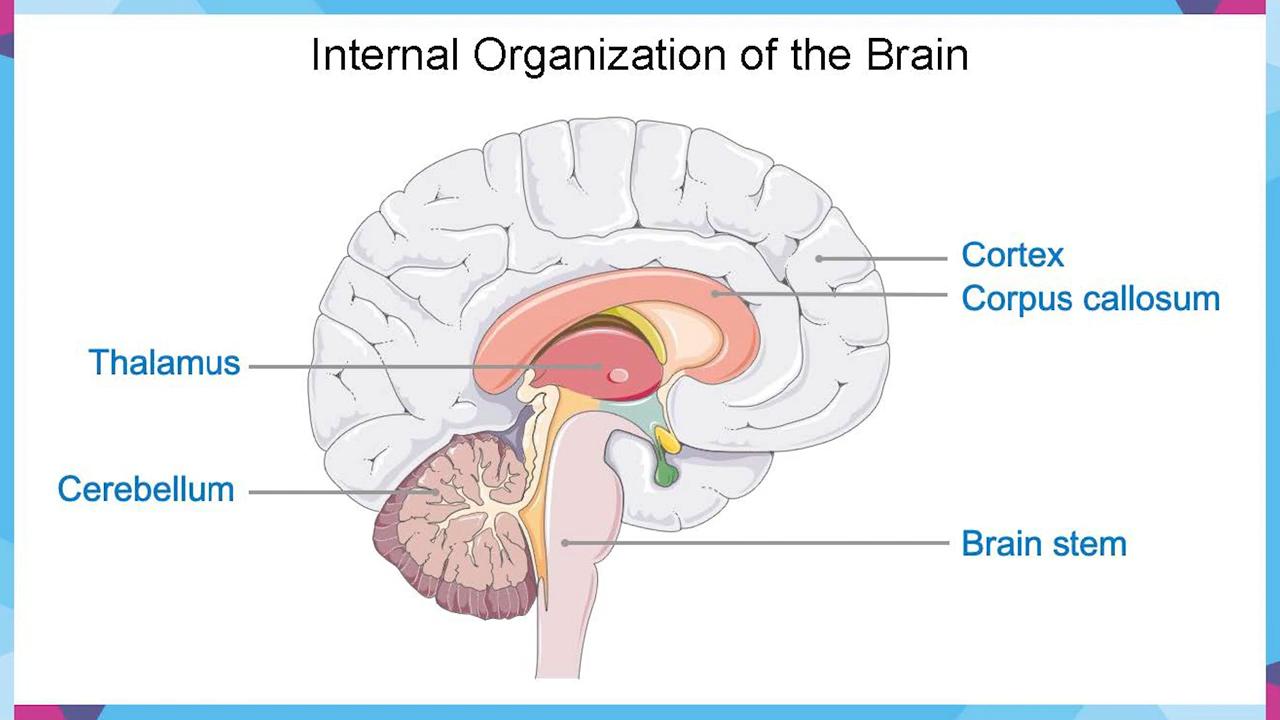 Internal Organization of the Brain
Cortex
Corpus callosum
Thalamus
Cerebellum
Brain stem